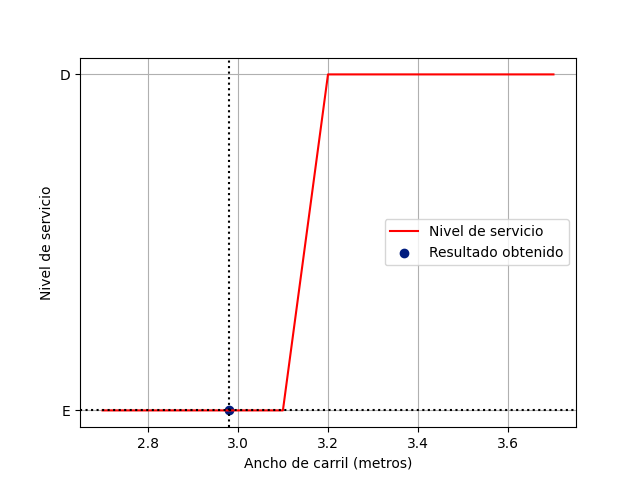 D
Nivel de servicio
Nivel de servicio
Resultado obtenido
E
2.8 3.0 3.2 3.4 3.6
Ancho de carril (metros)